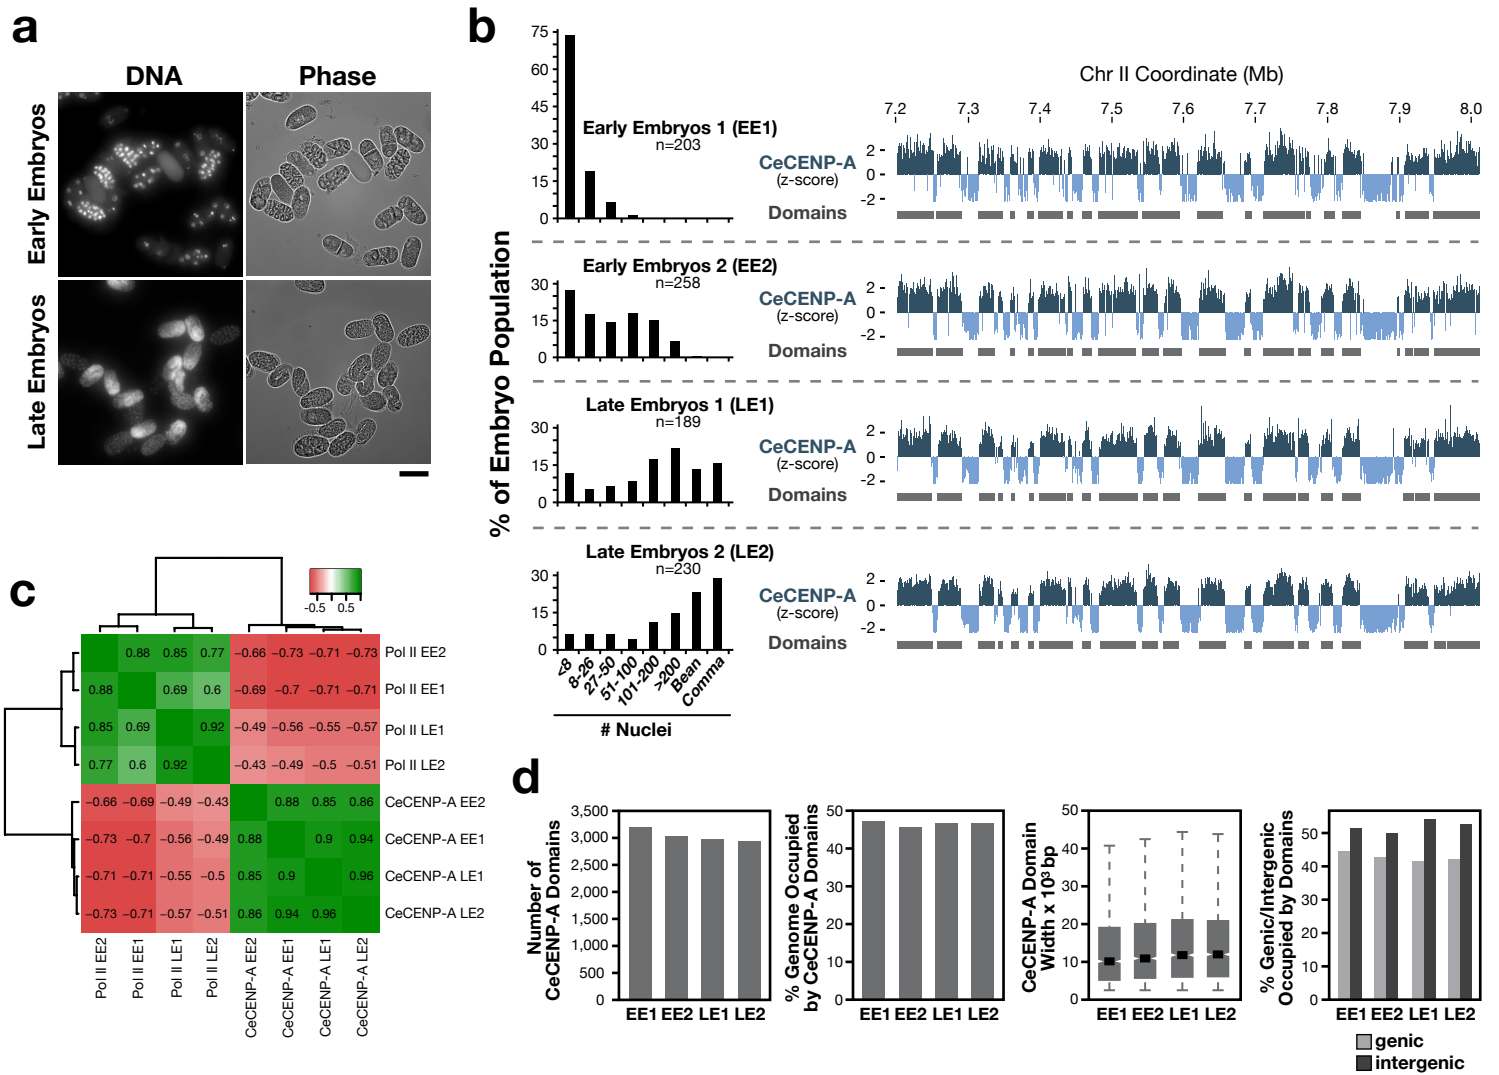 a
DNA
Phase
Early Embryos
Late Embryos
b
% of Embryo Population
75
60
45
30
15
0
Early Embryos 1 (EE1)
n=203
Chr II Coordinate (Mb)
7.2 7.3 7.4 7.5 7.6 7.7 7.8 7.9 8.0
CeCENP-A
(z-score)
2
0
-2
Domains
Early Embryos 2 (EE2)
n=258
30
15
0
CeCENP-A
(z-score)
2
0
-2
Domains
Late Embryos 1 (LE1)
n=189
30
15
0
CeCENP-A
(z-score)
2
0
-2
Domains
Late Embryos 2 (LE2)
n=230
30
15
0
CeCENP-A
(z-score)
2
0
-2
Domains
<8
8-26
27-50
51-100
101-200
>200
Bean
Comma
# Nuclei
c
-0.5 0.5
0.88 0.85 0.77 −0.66 −0.73 −0.71 −0.73 Pol II EE2
0.88 0.69 0.6 −0.69 −0.7 −0.71 −0.71 Pol II EE1
0.85 0.69 0.92 −0.49 −0.56 −0.55 −0.57 Pol II LE1
0.77 0.6 0.92 −0.43 −0.49 −0.5 −0.51 Pol II LE2
−0.66 −0.69 −0.49 −0.43 0.88 0.85 0.86 CeCENP-A EE2
−0.73 −0.7 −0.56 −0.49 0.88 0.9 0.94 CeCENP-A EE1
−0.71 −0.71 −0.55 −0.5 0.85 0.9 0.96 CeCENP-A LE1
−0.73 −0.71 −0.57 −0.51 0.86 0.94 0.96 CeCENP-A LE2
Pol II EE2
Pol II EE1
Pol II LE1
Pol II LE2
CeCENP-A EE2
CeCENP-A EE1
CeCENP-A LE1
CeCENP-A LE2
d
Number of
CeCENP-A Domains
3,500
3,000
2,500
2,000
1,500
1,000
500
0
EE1 EE2 LE1 LE2
% Genome Occupied
by CeCENP-A Domains
50
40
30
20
10
0
EE1 EE2 LE1 LE2
CeCENP-A Domain
Width x 10³ bp
50
40
30
20
10
0
EE1 EE2 LE1 LE2
% Genic/Intergenic
Occupied by Domains
50
40
30
20
10
0
EE1 EE2 LE1 LE2
genic
intergenic